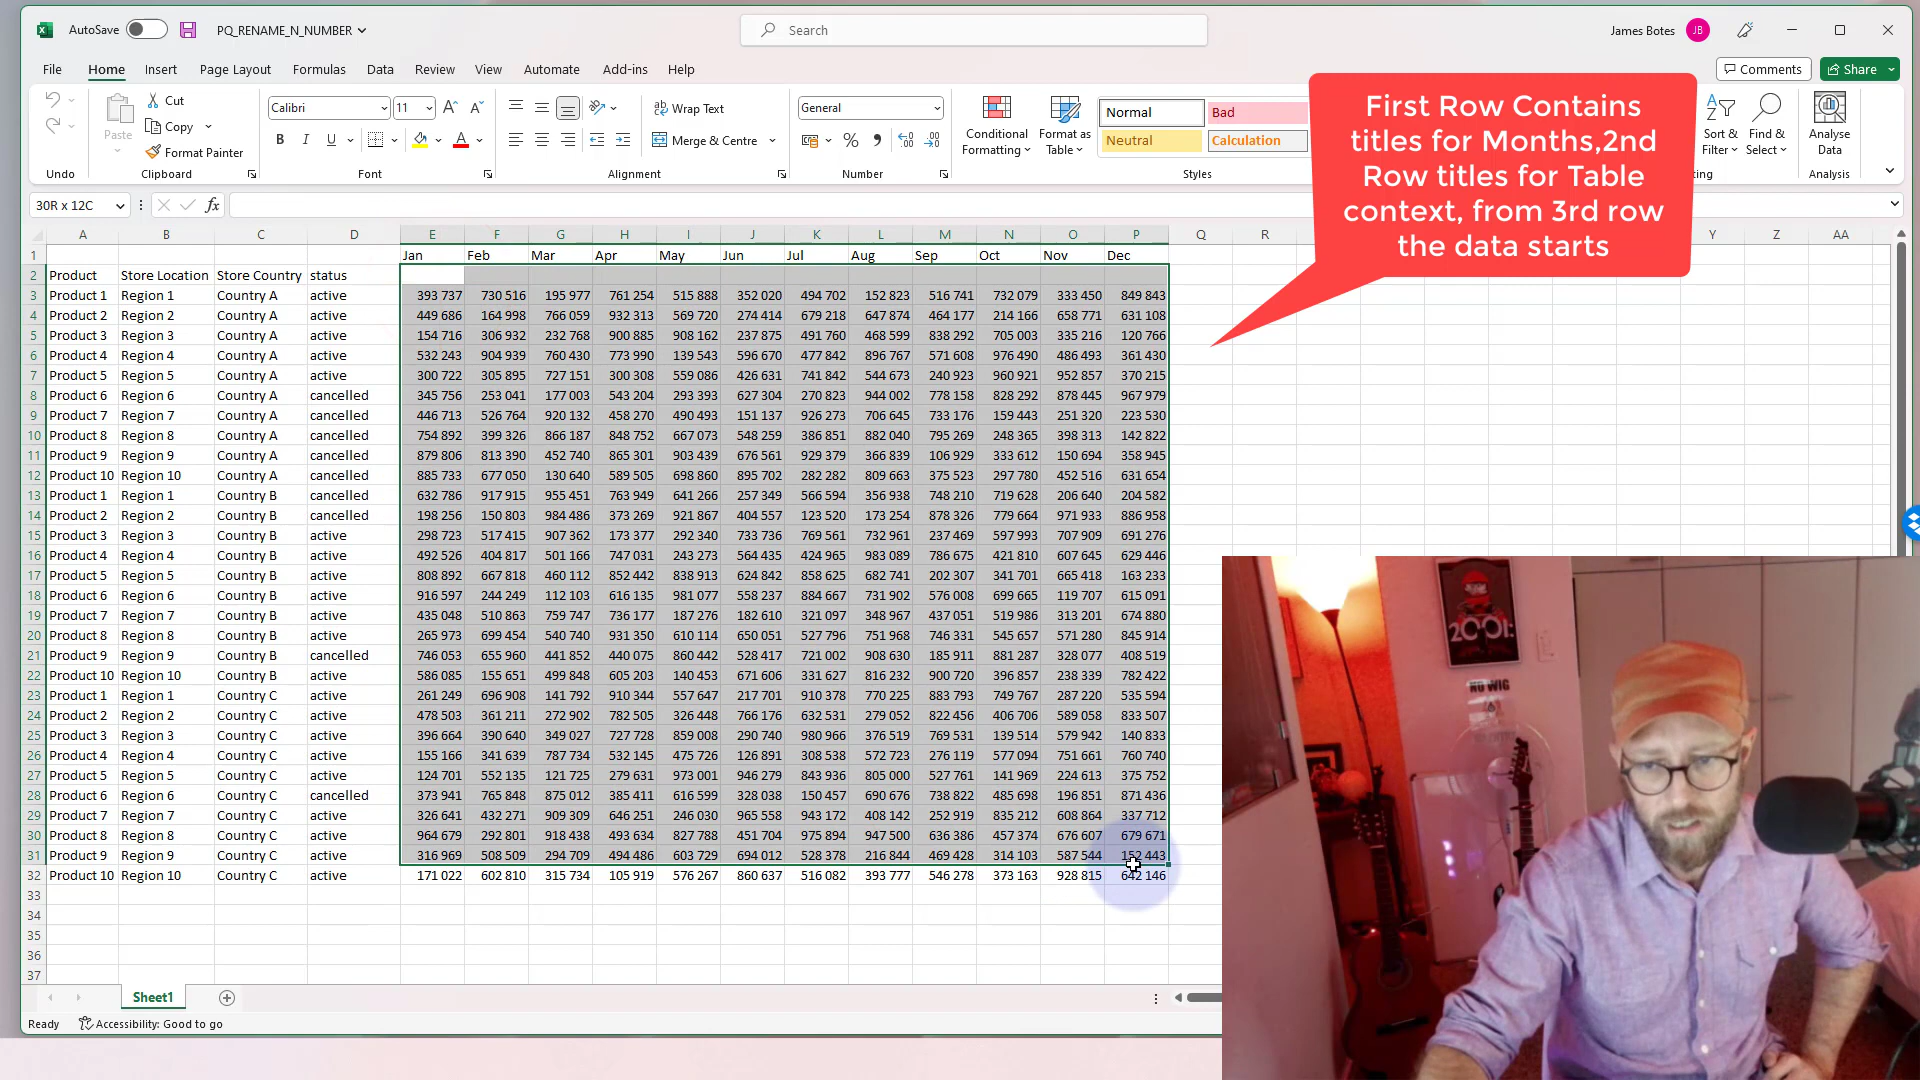 AutoSave PQ_RENAME_N_NUMBER Search James Botes JB
File Home Insert Page Layout Formulas Data Review View Automate Add-ins Help Comments Share
Paste Cut Copy Format Painter
Calibri 11 A A
B I U A
Wrap Text
Merge & Centre
General
% ,
Conditional Formatting Format as Table
Normal Bad
Neutral Calculation
Sort & Filter Find & Select Analyse Data
Undo Clipboard Font Alignment Number Styles Analysis
First Row Contains
titles for Months,2nd
Row titles for Table
context, from 3rd row
the data starts
30R x 12C fx
A B C D E F G H I J K L M N O P Q R Y Z AA
1 Jan Feb Mar Apr May Jun Jul Aug Sep Oct Nov Dec
2 Product Store Location Store Country status
3 Product 1 Region 1 Country A active 393 737 730 516 195 977 761 254 515 888 352 020 494 702 152 823 516 741 732 079 333 450 849 843
4 Product 2 Region 2 Country A active 449 686 164 998 766 059 932 313 569 720 274 414 679 218 647 874 464 177 214 166 658 771 631 108
5 Product 3 Region 3 Country A active 154 716 306 932 232 768 900 885 908 162 237 875 491 760 468 599 838 292 705 003 335 216 120 766
6 Product 4 Region 4 Country A active 532 243 904 939 760 430 773 990 139 543 596 670 477 842 896 767 571 608 976 490 486 493 361 430
7 Product 5 Region 5 Country A active 300 722 305 895 727 151 300 308 559 086 426 631 741 842 544 673 240 923 960 921 952 857 370 215
8 Product 6 Region 6 Country A cancelled 345 756 253 041 177 003 543 204 293 393 627 304 270 823 944 002 778 158 828 292 878 445 967 979
9 Product 7 Region 7 Country A cancelled 446 713 526 764 920 132 458 270 490 493 151 137 926 273 706 645 733 176 159 443 251 320 223 530
10 Product 8 Region 8 Country A cancelled 754 892 399 326 866 187 848 752 667 073 548 259 386 851 882 040 795 269 248 365 398 313 142 822
11 Product 9 Region 9 Country A cancelled 879 806 813 390 452 740 865 301 903 439 676 561 929 379 366 839 106 929 333 612 150 694 358 945
12 Product 10 Region 10 Country A cancelled 885 733 677 050 130 640 589 505 698 860 895 702 282 282 809 663 375 523 297 780 452 516 631 654
13 Product 1 Region 1 Country B cancelled 632 786 917 915 955 451 763 949 641 266 257 349 566 594 356 938 748 210 719 628 206 640 204 582
14 Product 2 Region 2 Country B cancelled 198 256 150 803 984 486 373 269 921 867 404 557 123 520 173 254 878 326 779 664 971 933 886 958
15 Product 3 Region 3 Country B active 298 723 517 415 907 362 173 377 292 340 733 736 769 561 732 961 237 469 597 993 707 909 691 276
16 Product 4 Region 4 Country B active 492 526 404 817 501 166 747 031 243 273 564 435 424 965 983 089 786 675 421 810 607 645 629 446
17 Product 5 Region 5 Country B active 808 892 667 818 460 112 852 442 838 913 624 842 858 625 682 741 202 307 341 701 665 418 163 233
18 Product 6 Region 6 Country B active 916 597 244 249 112 103 616 135 981 077 558 237 884 667 731 902 576 008 699 665 119 707 615 091
19 Product 7 Region 7 Country B active 435 048 510 863 759 747 736 177 187 276 182 610 321 097 348 967 437 051 519 986 313 201 674 880
20 Product 8 Region 8 Country B active 265 973 699 454 540 740 931 350 610 114 650 051 527 796 751 968 746 331 545 657 571 280 845 914
21 Product 9 Region 9 Country B cancelled 746 053 655 960 441 852 440 075 860 442 528 417 721 002 908 630 185 911 881 287 328 077 408 519
22 Product 10 Region 10 Country B active 586 085 155 651 499 848 605 203 140 453 671 606 331 627 816 232 900 720 396 857 238 339 782 422
23 Product 1 Region 1 Country C active 261 249 696 908 141 792 910 344 557 647 217 701 910 378 770 225 883 793 749 767 287 220 535 594
24 Product 2 Region 2 Country C active 478 503 361 211 272 902 782 505 326 448 766 176 632 531 279 052 822 456 406 706 589 058 833 507
25 Product 3 Region 3 Country C active 396 664 390 640 349 027 727 728 859 008 290 740 980 966 376 519 769 531 139 514 579 942 140 833
26 Product 4 Region 4 Country C active 155 166 341 639 787 734 532 145 475 726 126 891 308 538 572 723 276 119 577 094 751 661 760 740
27 Product 5 Region 5 Country C active 124 701 552 135 121 725 279 631 973 001 946 279 843 936 805 000 527 761 141 969 224 613 375 752
28 Product 6 Region 6 Country C cancelled 373 941 765 848 875 012 385 411 616 599 328 038 150 457 690 676 738 822 485 698 196 851 871 436
29 Product 7 Region 7 Country C active 326 641 432 271 909 309 646 251 246 030 965 558 943 172 408 142 252 919 835 212 608 864 337 712
30 Product 8 Region 8 Country C active 964 679 292 801 918 438 493 634 827 788 451 704 975 894 947 500 636 386 457 374 676 607 679 671
31 Product 9 Region 9 Country C active 316 969 508 509 294 709 494 486 603 729 694 012 528 378 216 844 469 428 314 103 587 544 152 443
32 Product 10 Region 10 Country C active 171 022 602 810 315 734 105 919 576 267 860 637 516 082 393 777 546 278 373 163 928 815 642 146
33
34
35
36
37
Sheet1
Ready Accessibility: Good to go
2001:
NO WIG